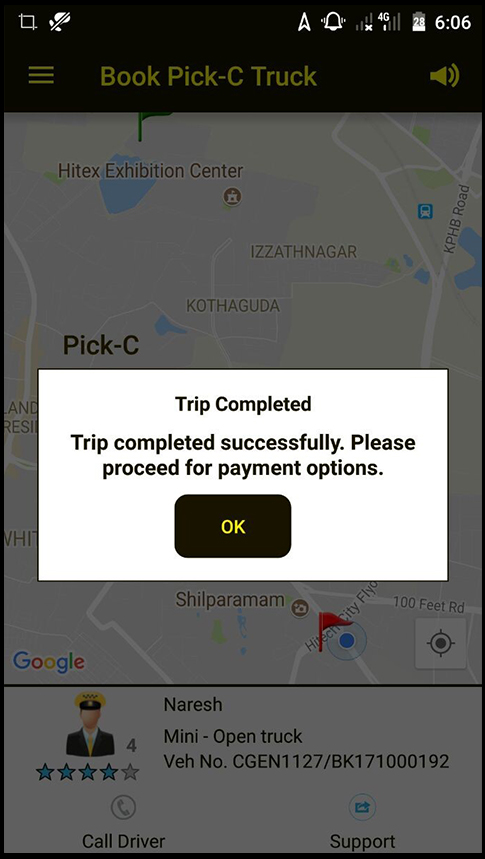 4G
28
6:06
Book Pick-C Truck
Hitex Exhibition Center
KPHB Road
IZZATHNAGAR
KOTHAGUDA
Pick-C
LAND
RESI
Trip Completed
Trip completed successfully. Please
proceed for payment options.
OK
WHIT
Shilparamam
Hitech City Flyo
100 Feet Rd
Google
Naresh
4
Mini - Open truck
Veh No. CGEN1127/BK171000192
Call Driver
Support